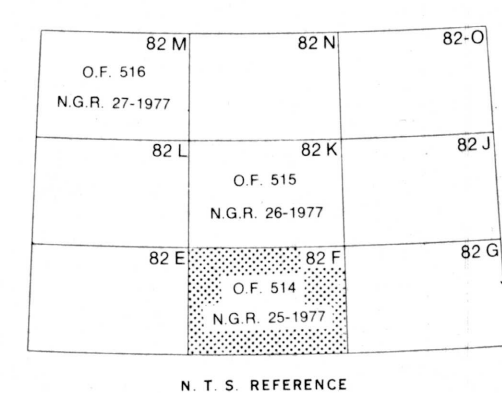 82 M
O.F. 516
N.G.R. 27-1977
82 N
82-O
82 L
82 K
O.F. 515
N.G.R. 26-1977
82 J
82 E
82 F
O.F. 514
N.G.R. 25-1977
82 G
N. T. S. REFERENCE